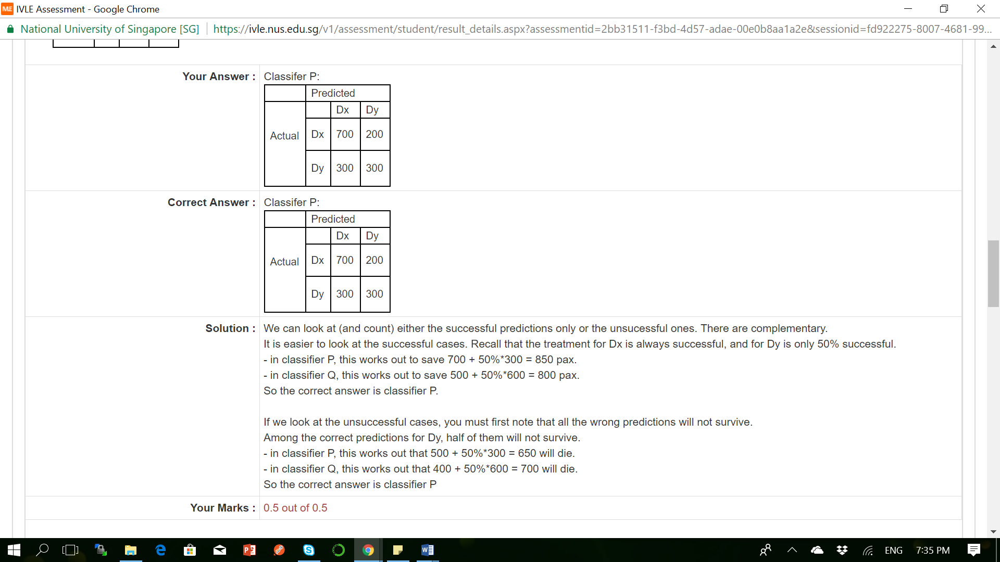 IVLE Assessment - Google Chrome
National University of Singapore [SG] https://ivle.nus.edu.sg/v1/assessment/student/result_details.aspx?assessmentid=2bb31511-f3bd-4d57-adae-00e0b8aa1a2e&sessionid=fd922275-8007-4681-99...
Your Answer : Classifer P:
Predicted
Dx Dy
Actual Dx 700 200
Dy 300 300
Correct Answer : Classifer P:
Predicted
Dx Dy
Actual Dx 700 200
Dy 300 300
Solution : We can look at (and count) either the successful predictions only or the unsucessful ones. There are complementary.
It is easier to look at the successful cases. Recall that the treatment for Dx is always successful, and for Dy is only 50% successful.
- in classifier P, this works out to save 700 + 50%*300 = 850 pax.
- in classifier Q, this works out to save 500 + 50%*600 = 800 pax.
So the correct answer is classifier P.
If we look at the unsuccessful cases, you must first note that all the wrong predictions will not survive.
Among the correct predictions for Dy, half of them will not survive.
- in classifier P, this works out that 500 + 50%*300 = 650 will die.
- in classifier Q, this works out that 400 + 50%*600 = 700 will die.
So the correct answer is classifier P
Your Marks : 0.5 out of 0.5
ENG 7:35 PM